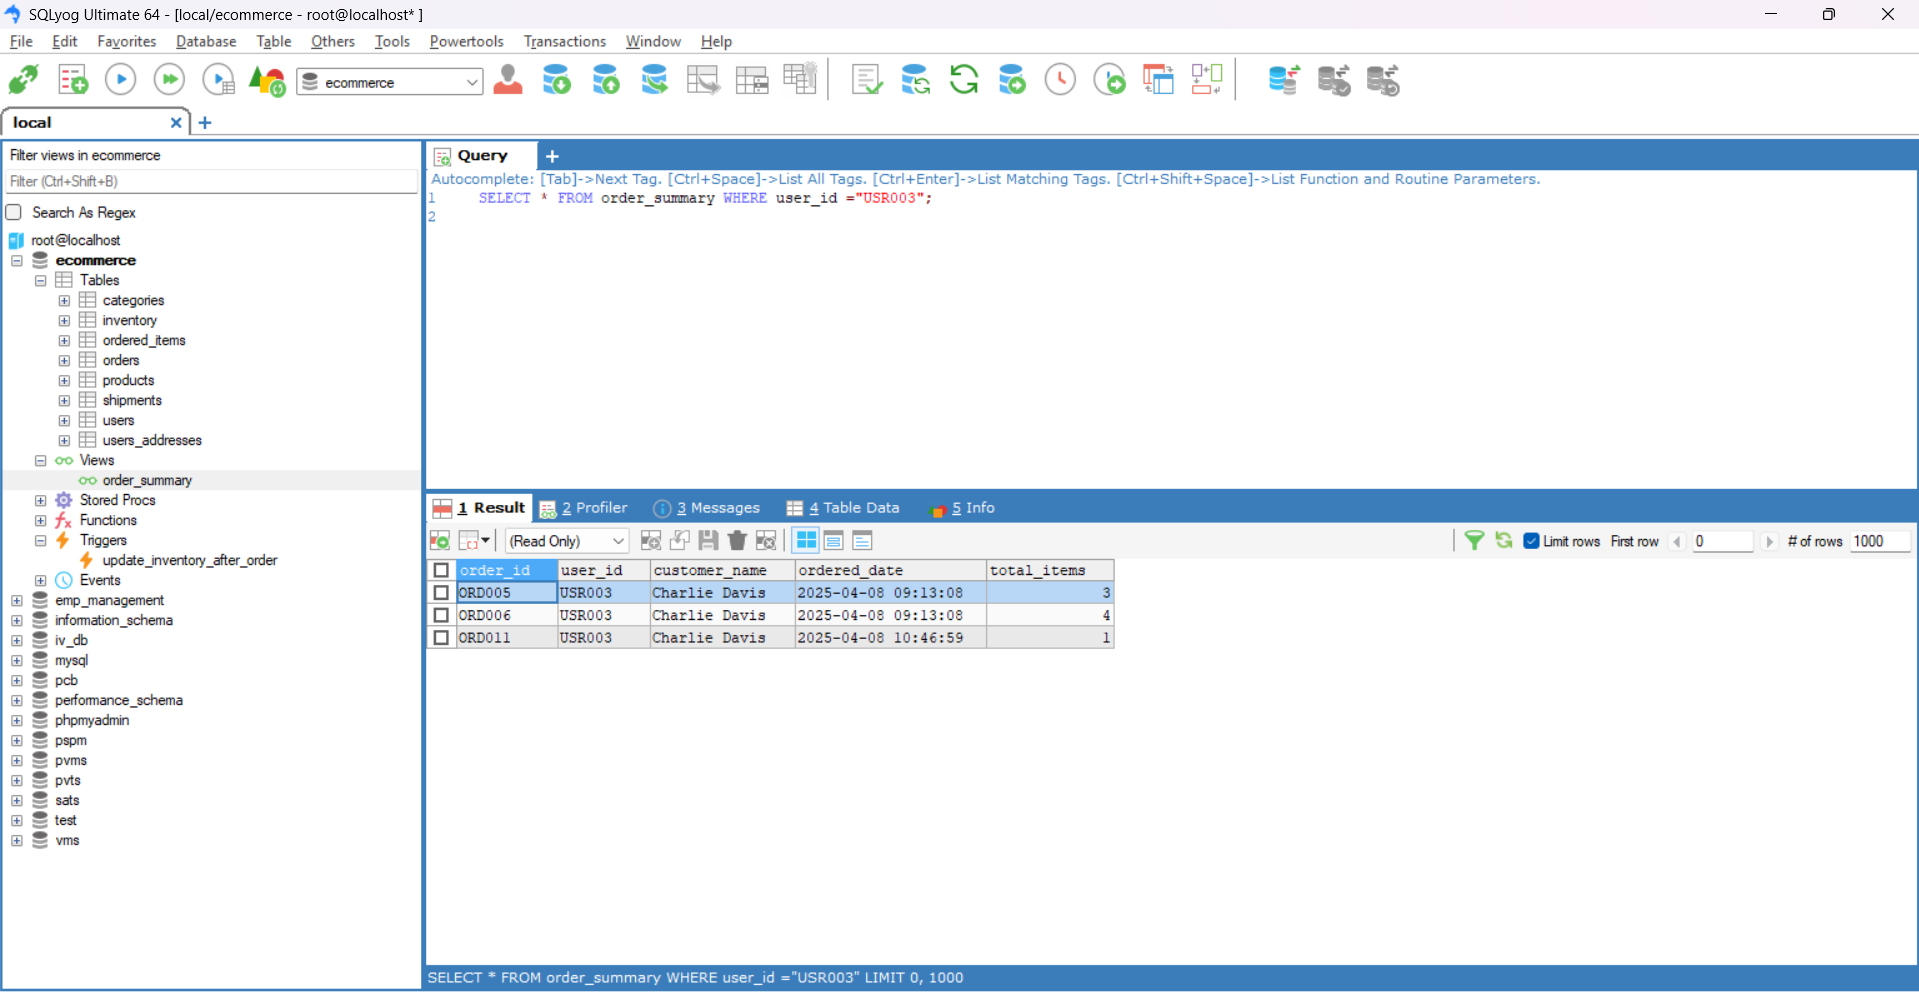 SQLyog Ultimate 64 - [local/ecommerce - root@localhost* ]
File Edit Favorites Database Table Others Tools Powertools Transactions Window Help
ecommerce
local
Filter views in ecommerce
Filter (Ctrl+Shift+B)
Search As Regex
root@localhost
ecommerce
Tables
categories
inventory
ordered_items
orders
products
shipments
users
users_addresses
Views
order_summary
Stored Procs
Functions
Triggers
update_inventory_after_order
Events
emp_management
information_schema
iv_db
mysql
pcb
performance_schema
phpmyadmin
pspm
pvms
pvts
sats
test
vms
Query
Autocomplete: [Tab]->Next Tag. [Ctrl+Space]->List All Tags. [Ctrl+Enter]->List Matching Tags. [Ctrl+Shift+Space]->List Function and Routine Parameters.
1 SELECT * FROM order_summary WHERE user_id ="USR003";
2
1 Result 2 Profiler 3 Messages 4 Table Data 5 Info
(Read Only) Limit rows First row 0 # of rows 1000
order_id user_id customer_name ordered_date total_items
ORD005 USR003 Charlie Davis 2025-04-08 09:13:08 3
ORD006 USR003 Charlie Davis 2025-04-08 09:13:08 4
ORD011 USR003 Charlie Davis 2025-04-08 10:46:59 1
SELECT * FROM order_summary WHERE user_id ="USR003" LIMIT 0, 1000